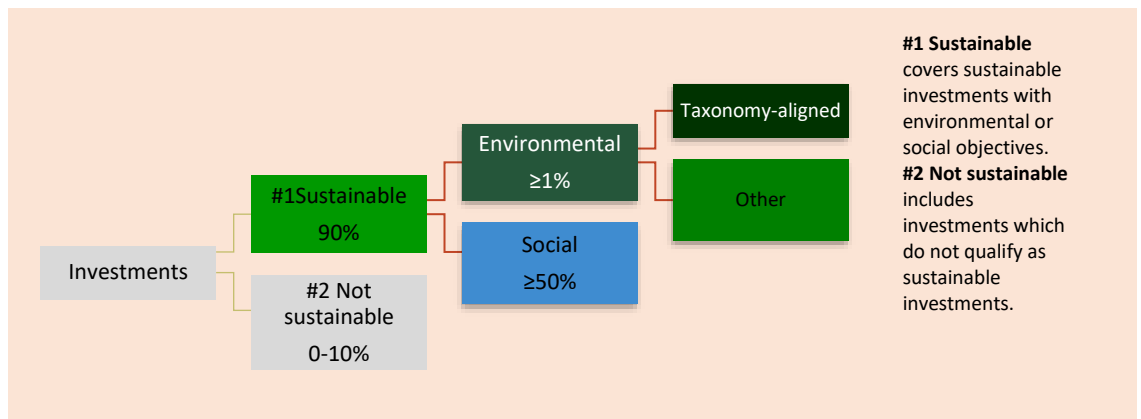 Investments
#1Sustainable
90%
#2 Not
sustainable
0-10%
Environmental
≥1%
Social
≥50%
Taxonomy-aligned
Other
#1 Sustainable
covers sustainable
investments with
environmental or
social objectives.
#2 Not sustainable
includes
investments which
do not qualify as
sustainable
investments.